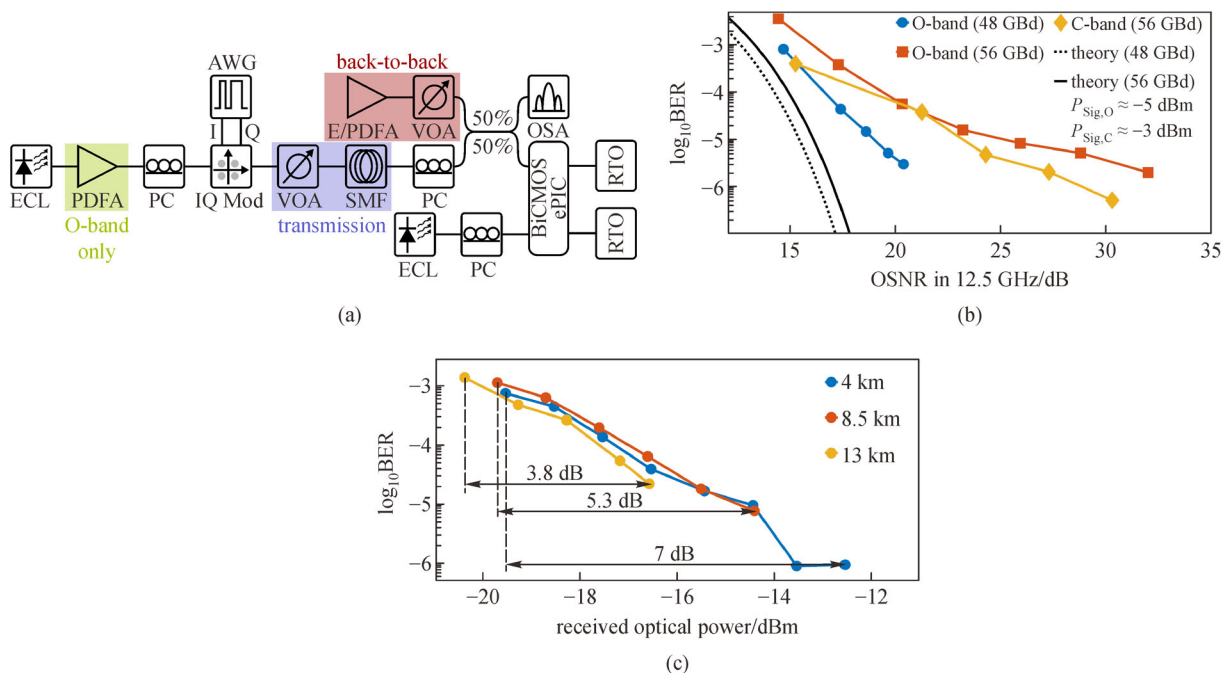 AWG
I Q
ECL
PDFA
O-band
only
PC
IQ Mod
VOA
SMF
transmission
PC
back-to-back
E/PDFA
VOA
50%
50%
OSA
BiCMOS
ePIC
RTO
RTO
ECL
PC
(a)
log₁₀BER
−3
−4
−5
−6
15
20
25
30
35
OSNR in 12.5 GHz/dB
O-band (48 GBd)
O-band (56 GBd)
C-band (56 GBd)
theory (48 GBd)
theory (56 GBd)
P_Sig,O ≈ −5 dBm
P_Sig,C ≈ −3 dBm
(b)
log₁₀BER
−3
−4
−5
−6
3.8 dB
5.3 dB
7 dB
4 km
8.5 km
13 km
−20
−18
−16
−14
−12
received optical power/dBm
(c)